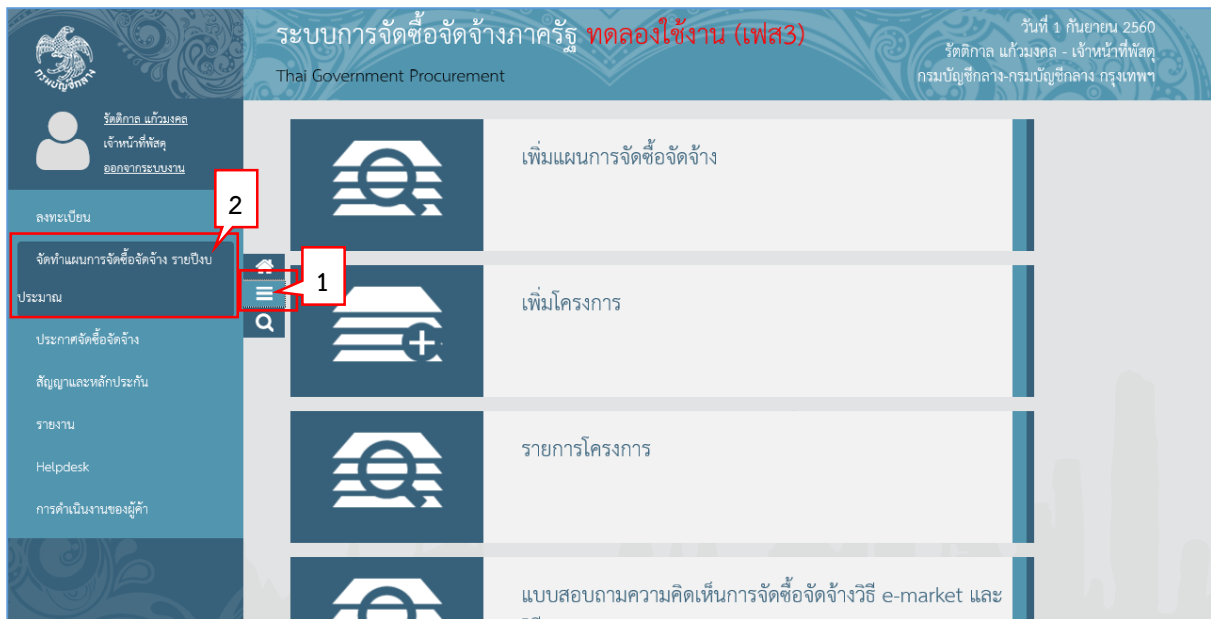 กรมบัญชีกลาง
ระบบการจัดซื้อจัดจ้างภาครัฐ ทดลองใช้งาน (เฟส3)
Thai Government Procurement
วันที่ 1 กันยายน 2560
รัตติกาล แก้วมงคล - เจ้าหน้าที่พัสดุ
กรมบัญชีกลาง-กรมบัญชีกลาง กรุงเทพฯ
รัตติกาล แก้วมงคล
เจ้าหน้าที่พัสดุ
ออกจากระบบงาน
2
ลงทะเบียน
จัดทำแผนการจัดซื้อจัดจ้าง รายปีงบ
ประมาณ
ประกาศจัดซื้อจัดจ้าง
สัญญาและหลักประกัน
รายงาน
Helpdesk
การดำเนินงานของผู้ค้า
1
เพิ่มแผนการจัดซื้อจัดจ้าง
เพิ่มโครงการ
รายการโครงการ
แบบสอบถามความคิดเห็นการจัดซื้อจัดจ้างวิธี e-market และ